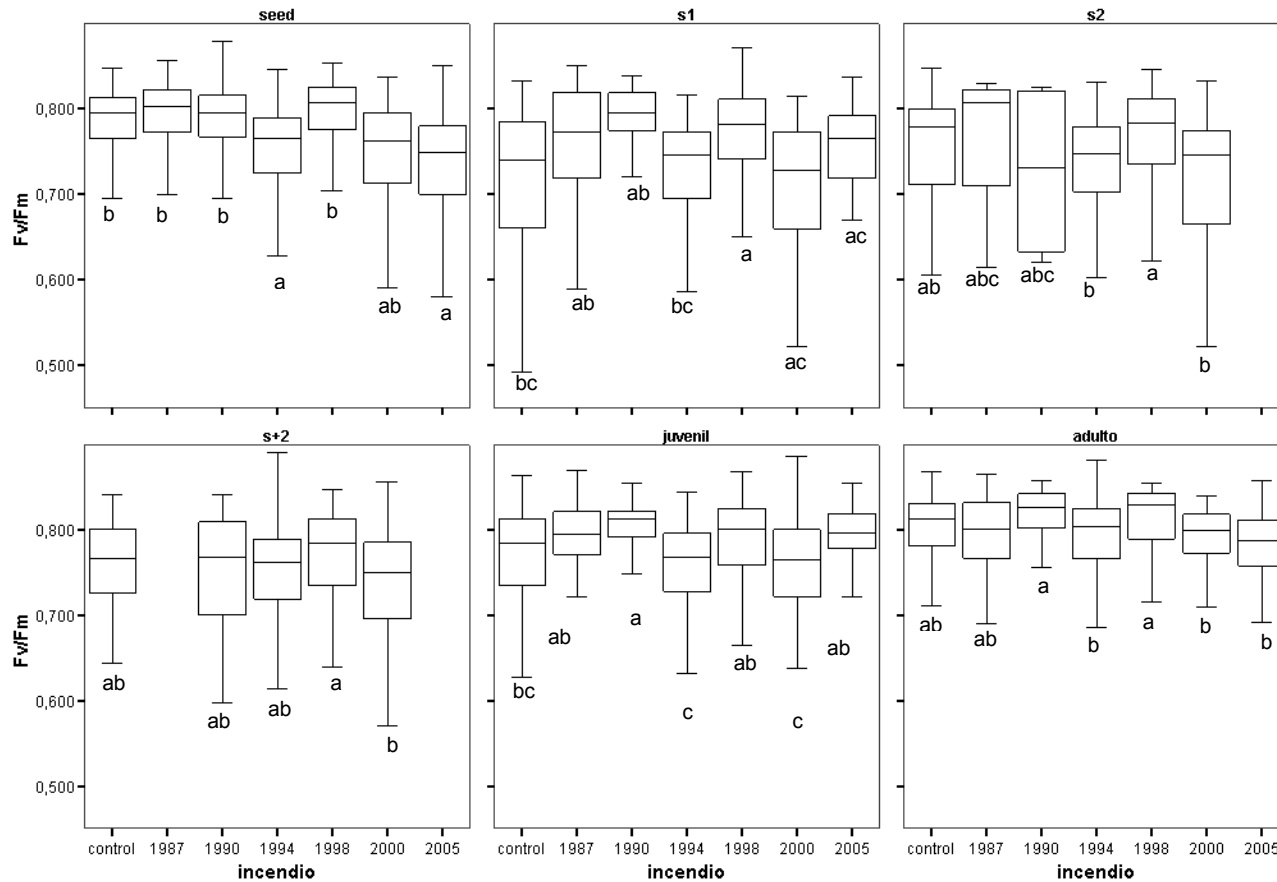 seed s1 s2
0,800
0,700
0,600
0,500
Fv/Fm
b b b a b ab a
bc ab ab bc a ac ac
ab abc abc b a b
s+2 juvenil adulto
0,800
0,700
0,600
0,500
Fv/Fm
ab ab ab a b
bc ab a c ab c ab
ab ab a b a b b
control 1987 1990 1994 1998 2000 2005 control 1987 1990 1994 1998 2000 2005 control 1987 1990 1994 1998 2000 2005
incendio incendio incendio